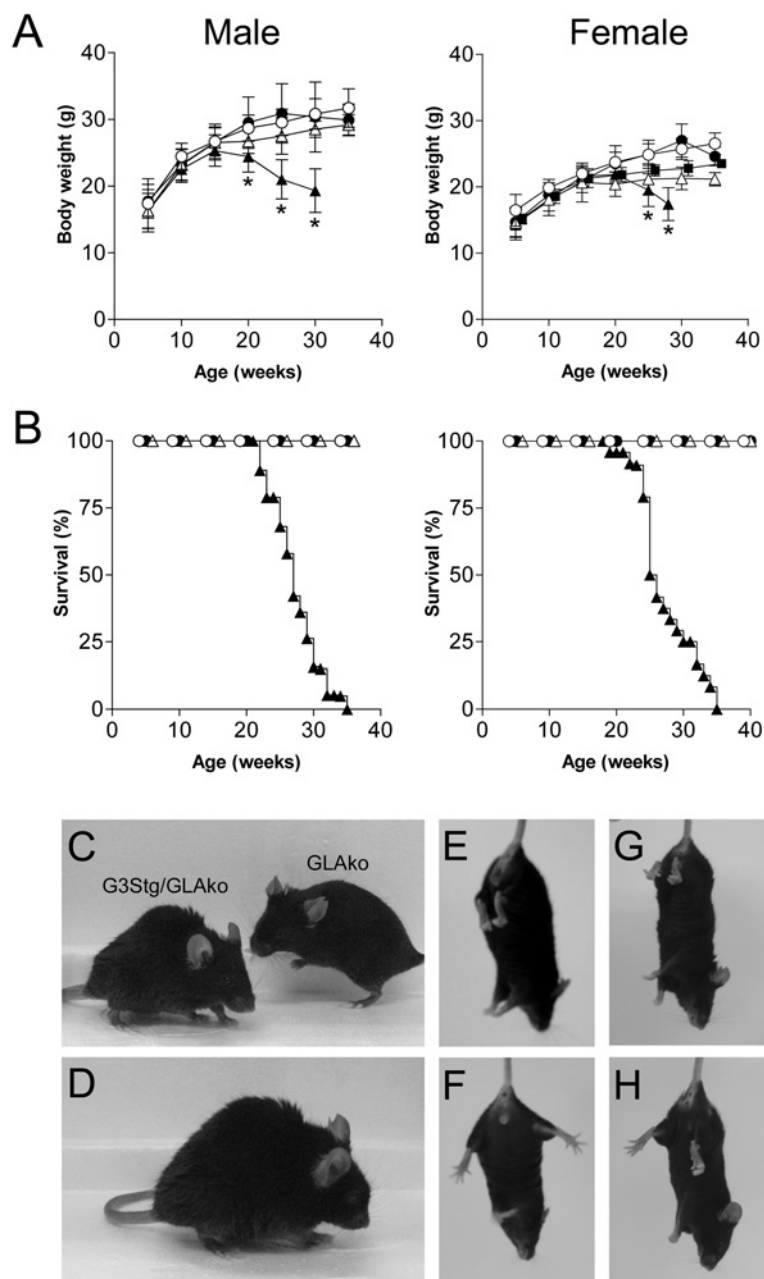 A
Male
Female
Body weight (g)
40
30
20
10
0
0 10 20 30 40
Age (weeks)
*
*
*
Body weight (g)
40
30
20
10
0
0 10 20 30 40
Age (weeks)
*
*
B
Survival (%)
100
75
50
25
0
0 10 20 30 40
Age (weeks)
Survival (%)
100
75
50
25
0
0 10 20 30 40
Age (weeks)
C
G3Stg/GLAko
GLAko
E
G
D
F
H